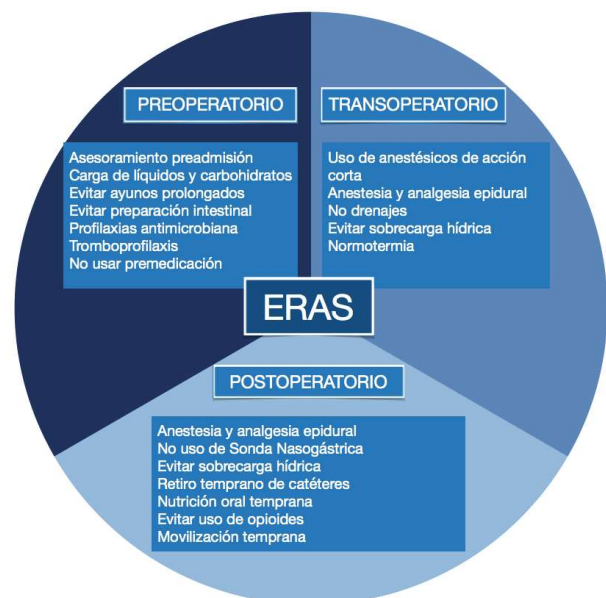 PREOPERATORIO
Asesoramiento preadmisión
Carga de líquidos y carbohidratos
Evitar ayunos prolongados
Evitar preparación intestinal
Profilaxias antimicrobiana
Tromboprofilaxis
No usar premedicación
TRANSOPERATORIO
Uso de anestésicos de acción
corta
Anestesia y analgesia epidural
No drenajes
Evitar sobrecarga hídrica
Normotermia
ERAS
POSTOPERATORIO
Anestesia y analgesia epidural
No uso de Sonda Nasogástrica
Evitar sobrecarga hídrica
Retiro temprano de catéteres
Nutrición oral temprana
Evitar uso de opioides
Movilización temprana